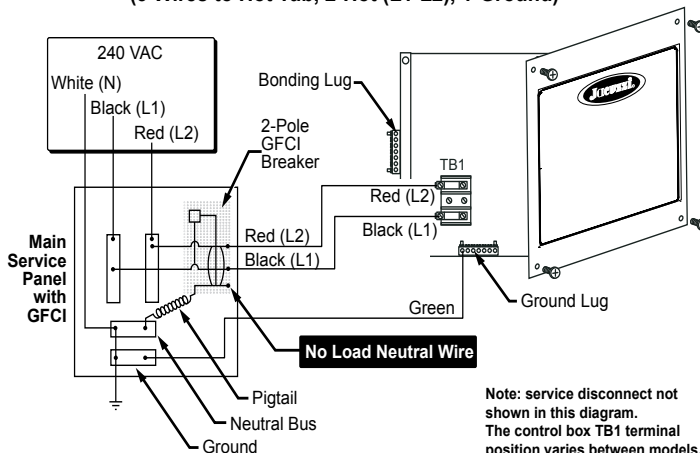 (3 Wires to Hot Tub; 2 Hot (L1-L2), 1 Ground)
240 VAC
White (N)
Black (L1)
Red (L2)
2-Pole
GFCI
Breaker
Bonding Lug
TB1
Red (L2)
Black (L1)
Main
Service
Panel
with
GFCI
Red (L2)
Black (L1)
Green
Ground Lug
No Load Neutral Wire
Pigtail
Neutral Bus
Ground
Note: service disconnect not
shown in this diagram.
The control box TB1 terminal
position varies between models